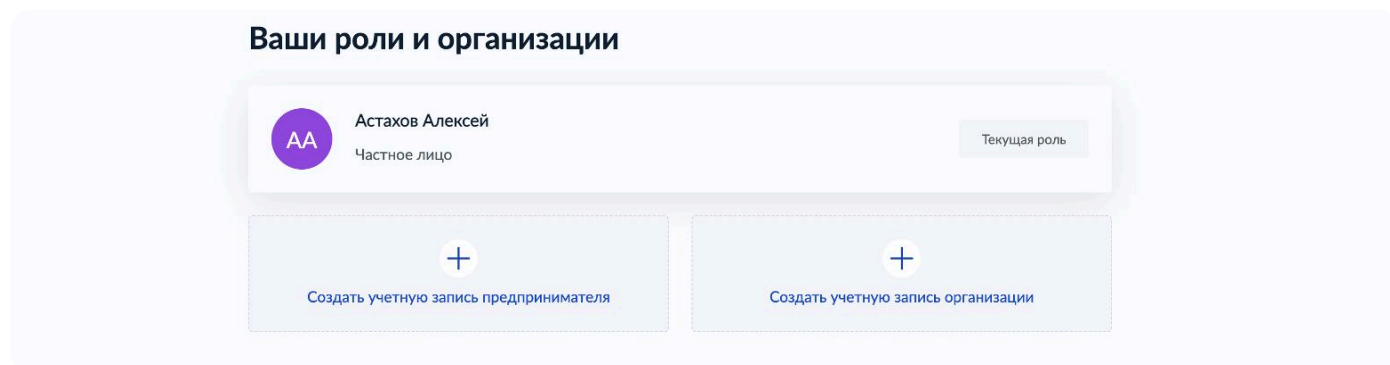 Ваши роли и организации
АА
Астахов Алексей
Частное лицо
Текущая роль
Создать учетную запись предпринимателя
Создать учетную запись организации